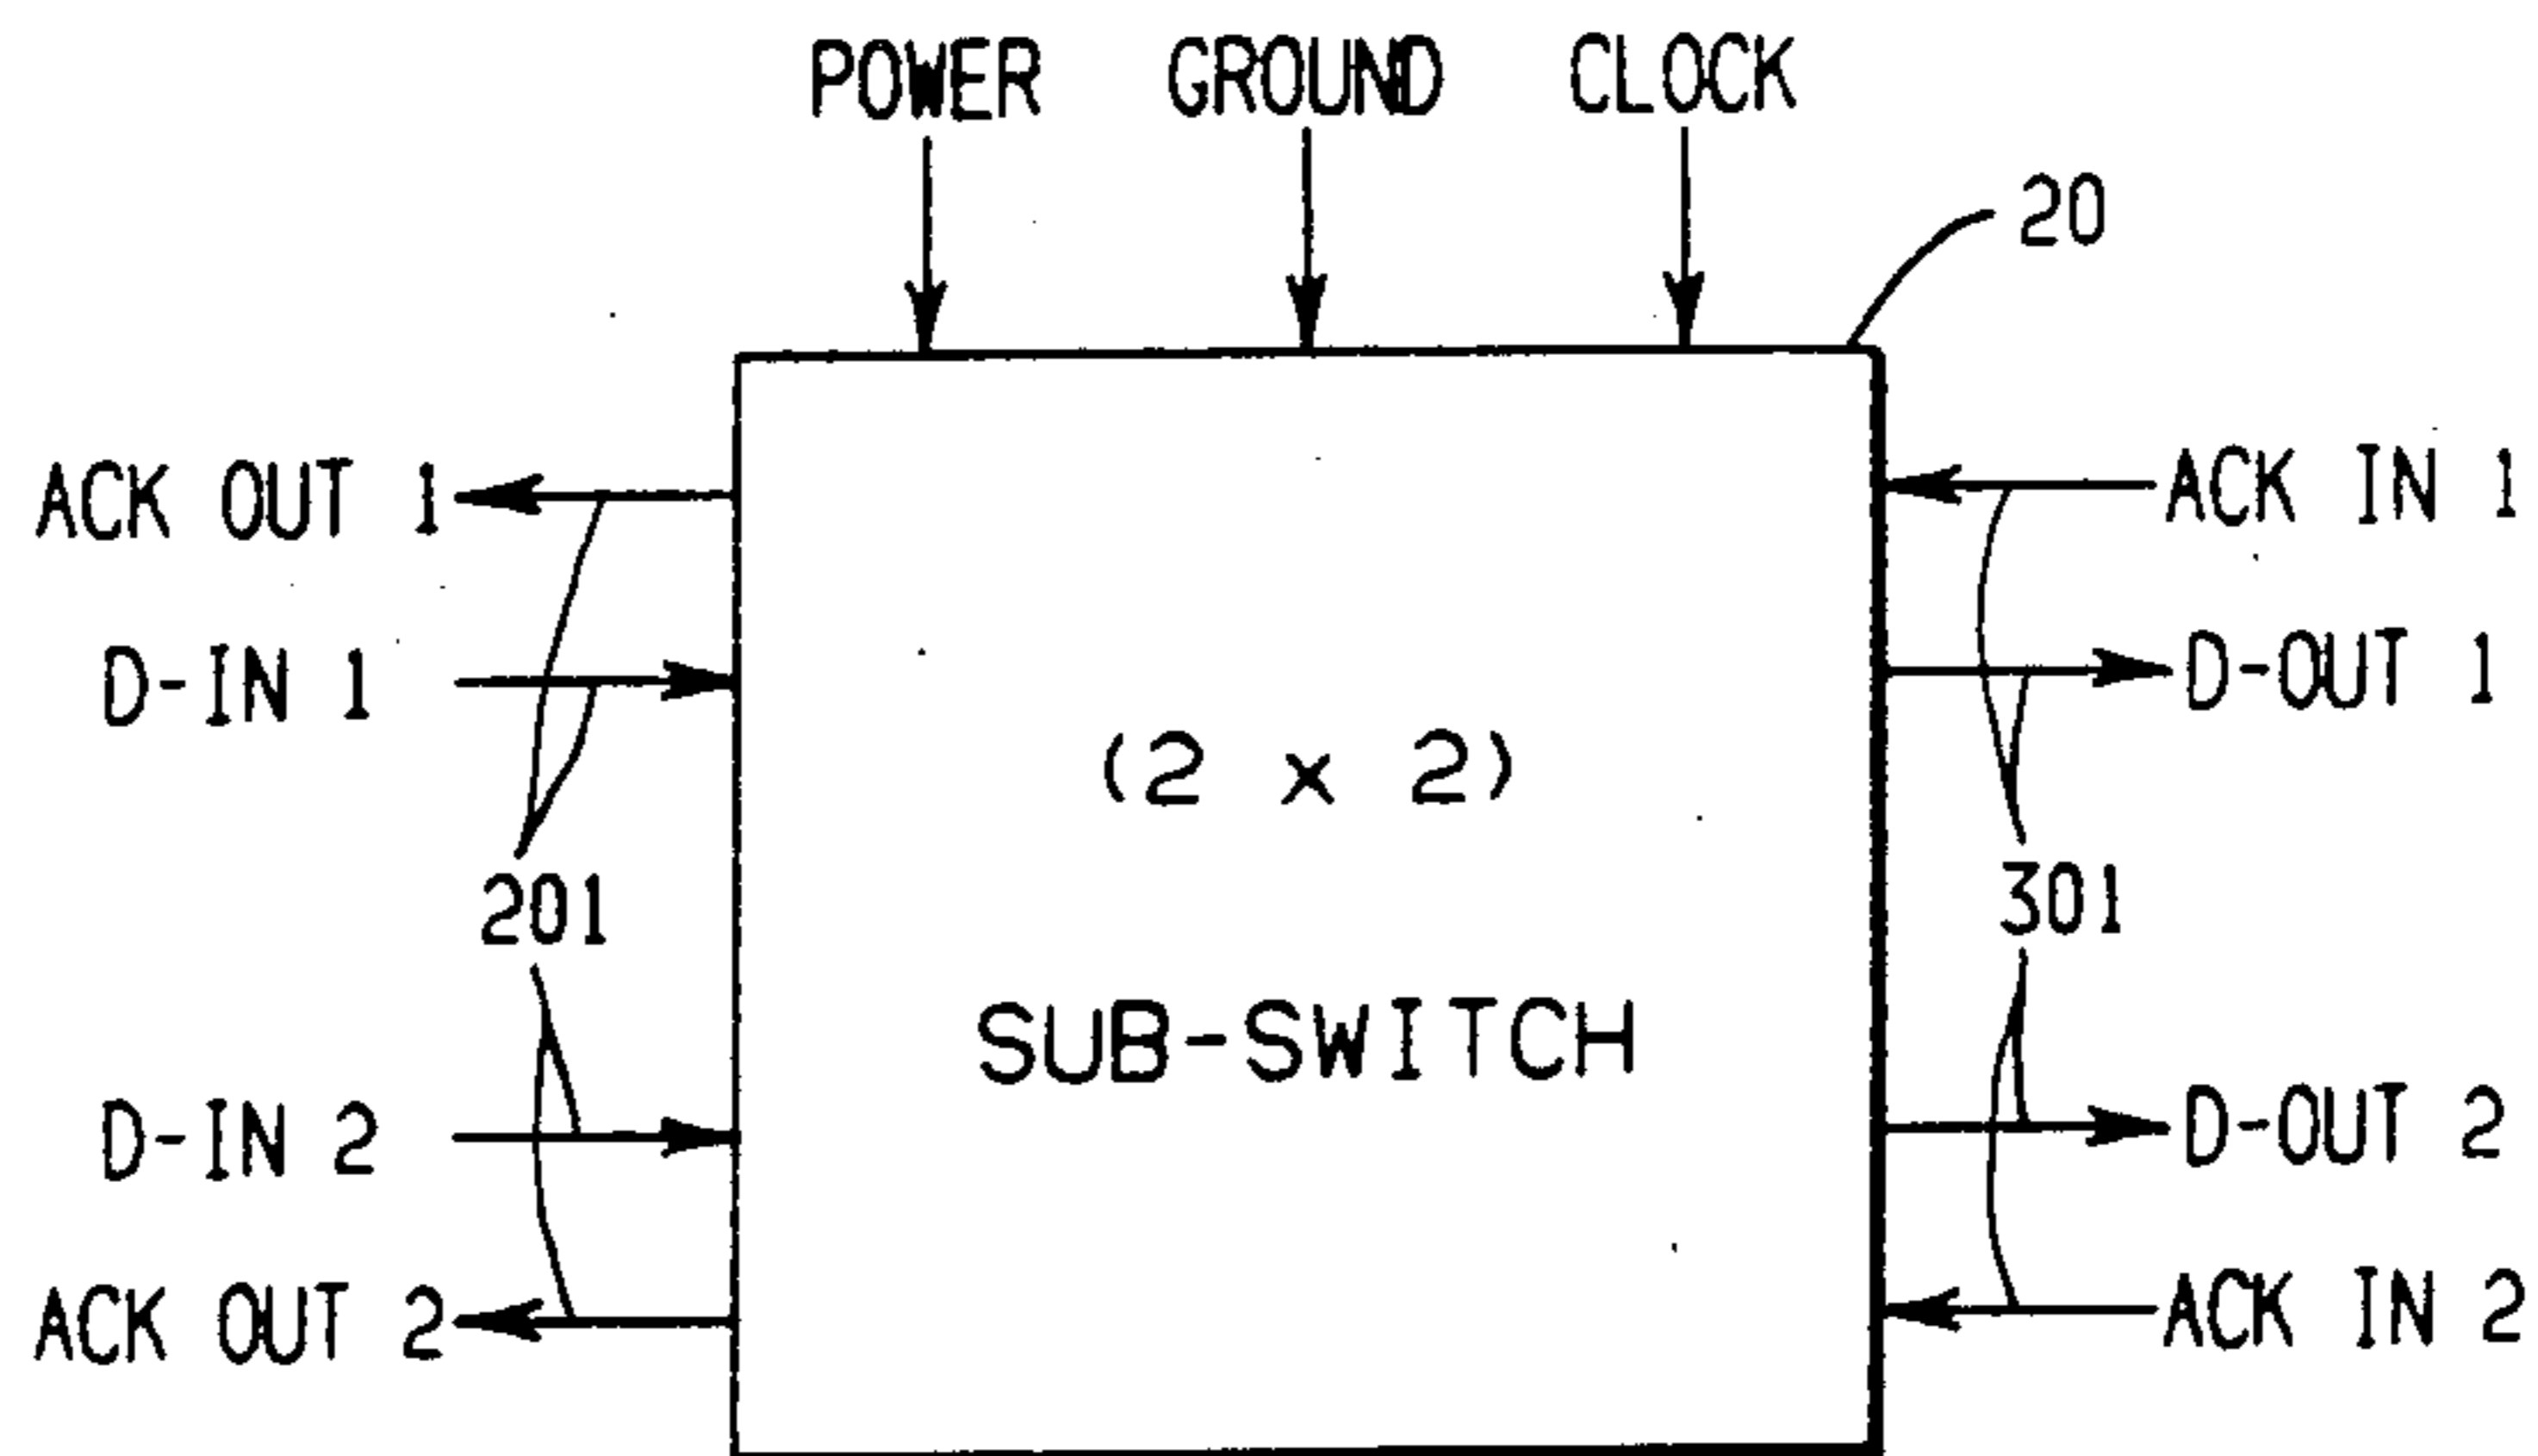 POWER GROUND CLOCK
20
ACK OUT 1
ACK IN 1
D-IN 1
D-OUT 1
(2 x 2)
201
301
SUB-SWITCH
D-IN 2
D-OUT 2
ACK OUT 2
ACK IN 2